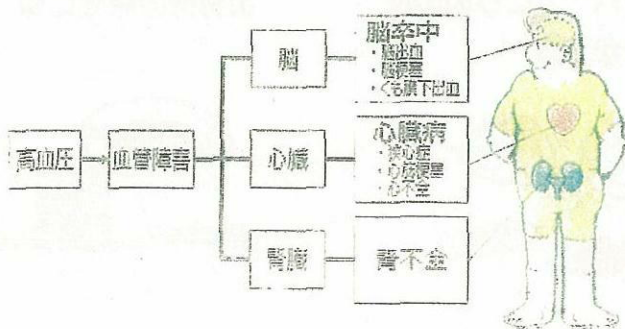 高血圧
血管障害
脳
脳卒中
・脳出血
・脳梗塞
・くも膜下出血
心臓
心臓病
・狭心症
・心筋梗塞
・心不全
腎臓
腎不全